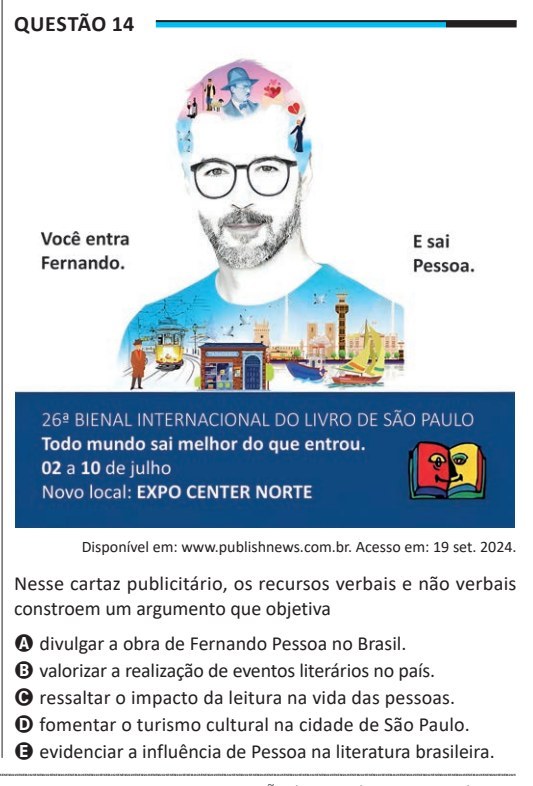 QUESTÃO 14
Você entra
Fernando.
E sai
Pessoa.
26ª BIENAL INTERNACIONAL DO LIVRO DE SÃO PAULO
Todo mundo sai melhor do que entrou.
02 a 10 de julho
Novo local: EXPO CENTER NORTE
Disponível em: www.publishnews.com.br. Acesso em: 19 set. 2024.
Nesse cartaz publicitário, os recursos verbais e não verbais
constroem um argumento que objetiva
A divulgar a obra de Fernando Pessoa no Brasil.
B valorizar a realização de eventos literários no país.
C ressaltar o impacto da leitura na vida das pessoas.
D fomentar o turismo cultural na cidade de São Paulo.
E evidenciar a influência de Pessoa na literatura brasileira.